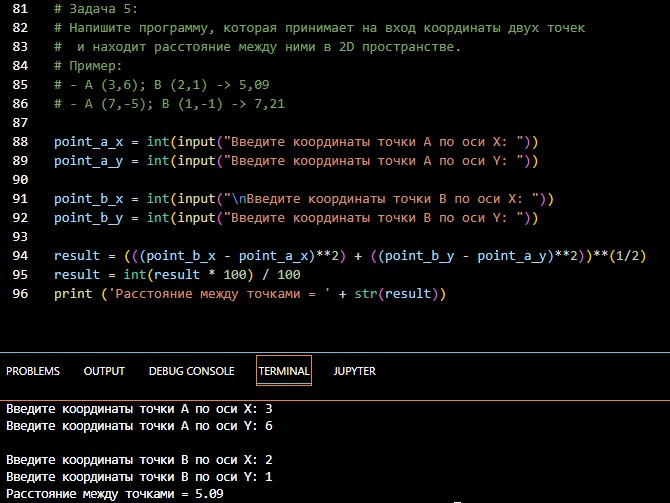 81 # Задача 5:
82 # Напишите программу, которая принимает на вход координаты двух точек
83 #  и находит расстояние между ними в 2D пространстве.
84 # Пример:
85 # - A (3,6); B (2,1) -> 5,09
86 # - A (7,-5); B (1,-1) -> 7,21
87
88 point_a_x = int(input("Введите координаты точки A по оси X: "))
89 point_a_y = int(input("Введите координаты точки A по оси Y: "))
90
91 point_b_x = int(input("\nВведите координаты точки B по оси X: "))
92 point_b_y = int(input("Введите координаты точки B по оси Y: "))
93
94 result = (((point_b_x - point_a_x)**2) + ((point_b_y - point_a_y)**2))**(1/2)
95 result = int(result * 100) / 100
96 print ('Расстояние между точками = ' + str(result))
PROBLEMS OUTPUT DEBUG CONSOLE TERMINAL JUPYTER
Введите координаты точки A по оси X: 3
Введите координаты точки A по оси Y: 6
Введите координаты точки B по оси X: 2
Введите координаты точки B по оси Y: 1
Расстояние между точками = 5.09